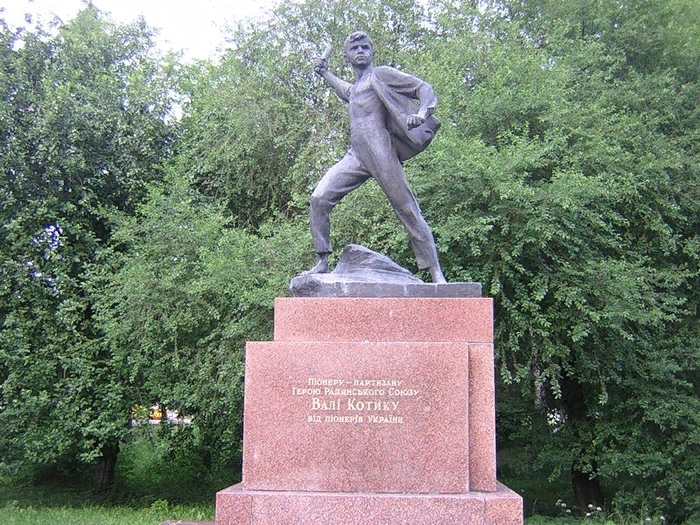 Піонеру–партизану
Герою Радянського Союзу
Валі Котику
від піонерів України